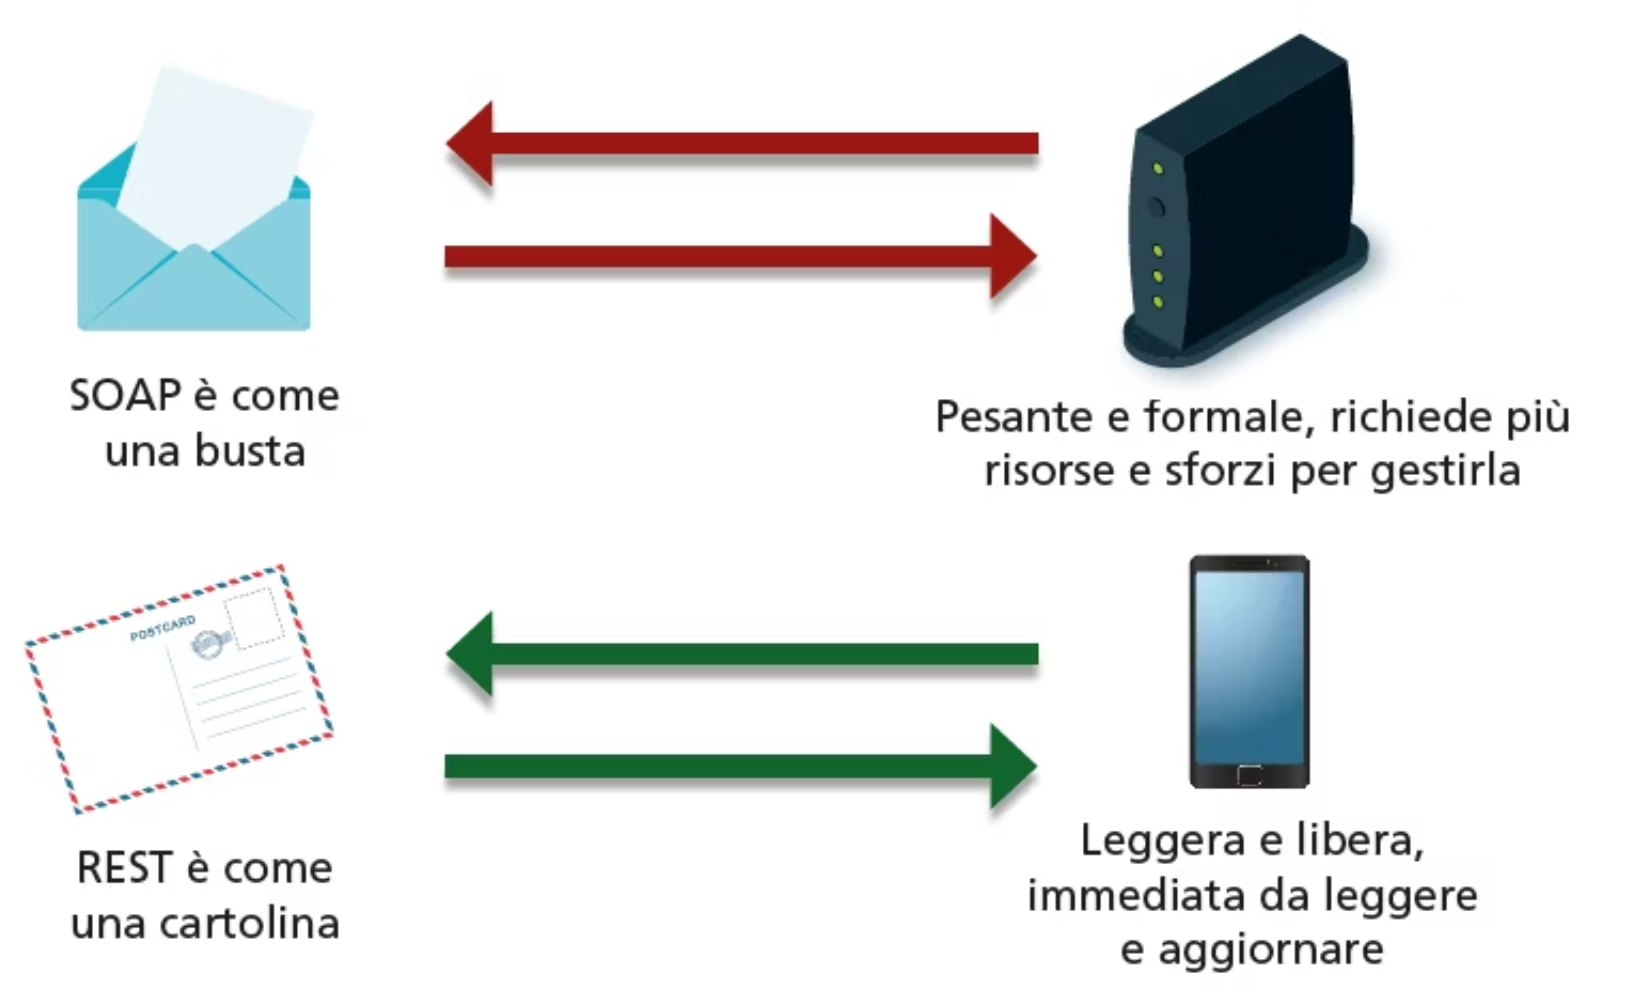 SOAP è come
una busta
Pesante e formale, richiede più
risorse e sforzi per gestirla
POSTCARD
REST è come
una cartolina
Leggera e libera,
immediata da leggere
e aggiornare